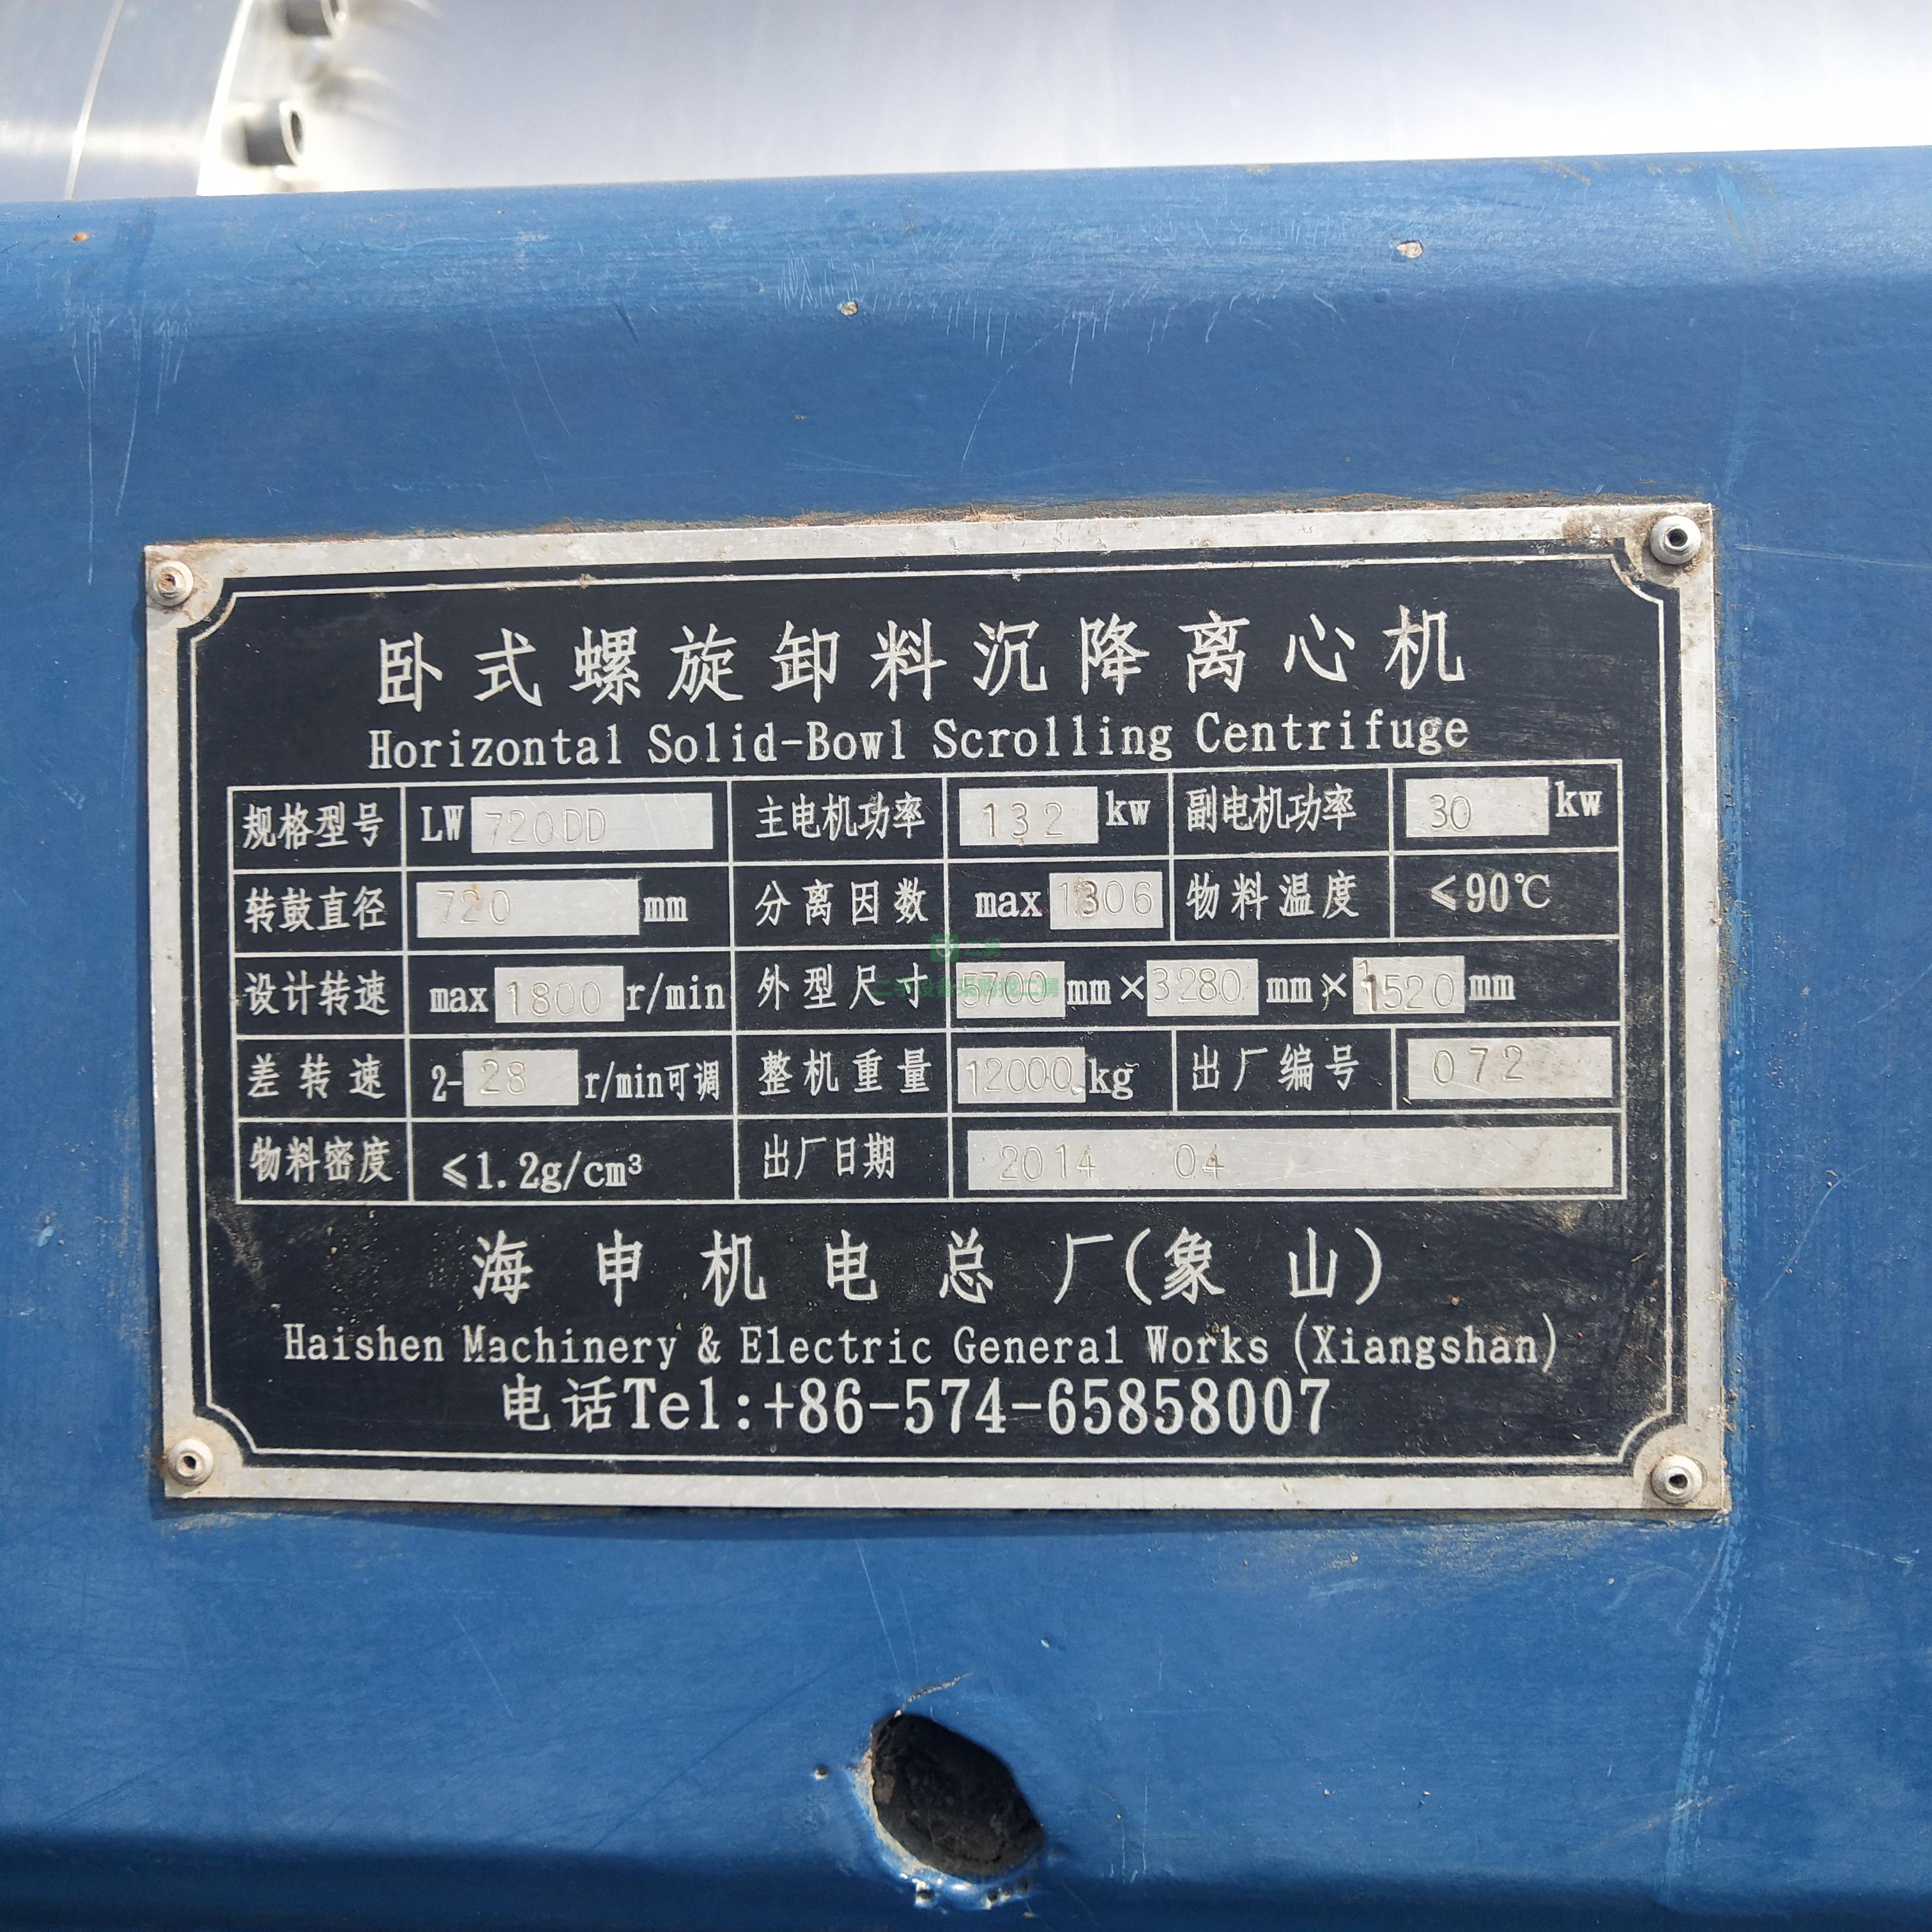 卧式螺旋卸料沉降离心机
Horizontal Solid-Bowl Scrolling Centrifuge
规格型号 LW 720DD 主电机功率 132 kw 副电机功率 30 kw
转鼓直径 720 mm 分离因数 max 1306 物料温度 ≤90℃
设计转速 max 1800 r/min 外型尺寸 5700 mm×3280 mm×1520 mm
差转速 2-28 r/min可调 整机重量 12000 kg 出厂编号 072
物料密度 ≤1.2g/cm³ 出厂日期 2014 04
海申机电总厂(象山)
Haishen Machinery & Electric General Works (Xiangshan)
电话Tel:+86-574-65858007